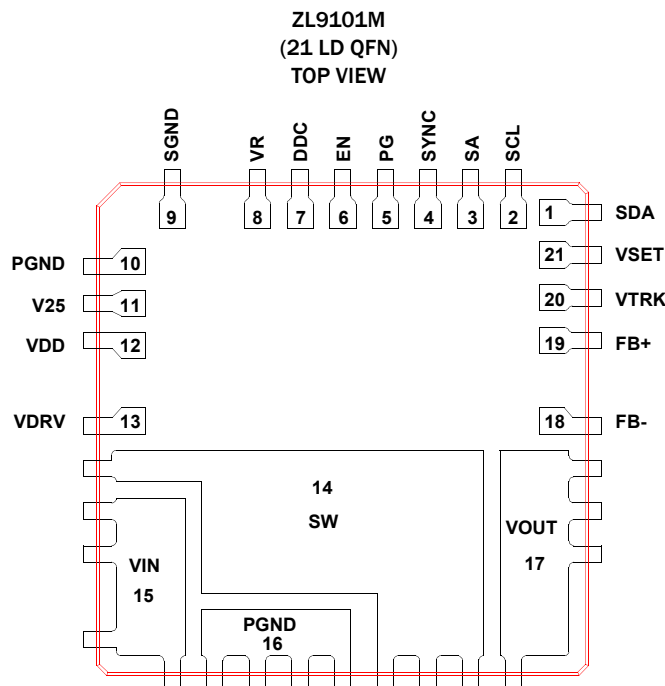 ZL9101M
(21 LD QFN)
TOP VIEW
SGND
VR
DDC
EN
PG
SYNC
SA
SCL
9
8
7
6
5
4
3
2
1
SDA
21
VSET
20
VTRK
19
FB+
18
FB-
PGND
10
V25
11
VDD
12
VDRV
13
14
SW
VOUT
17
VIN
15
PGND
16